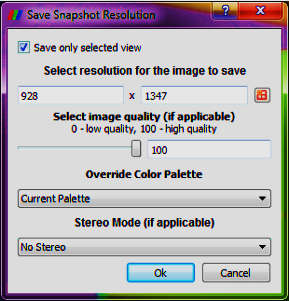 Save Snapshot Resolution
Save only selected view
Select resolution for the image to save
928 x 1347
Select image quality (if applicable)
0 - low quality, 100 - high quality
100
Override Color Palette
Current Palette
Stereo Mode (if applicable)
No Stereo
Ok Cancel